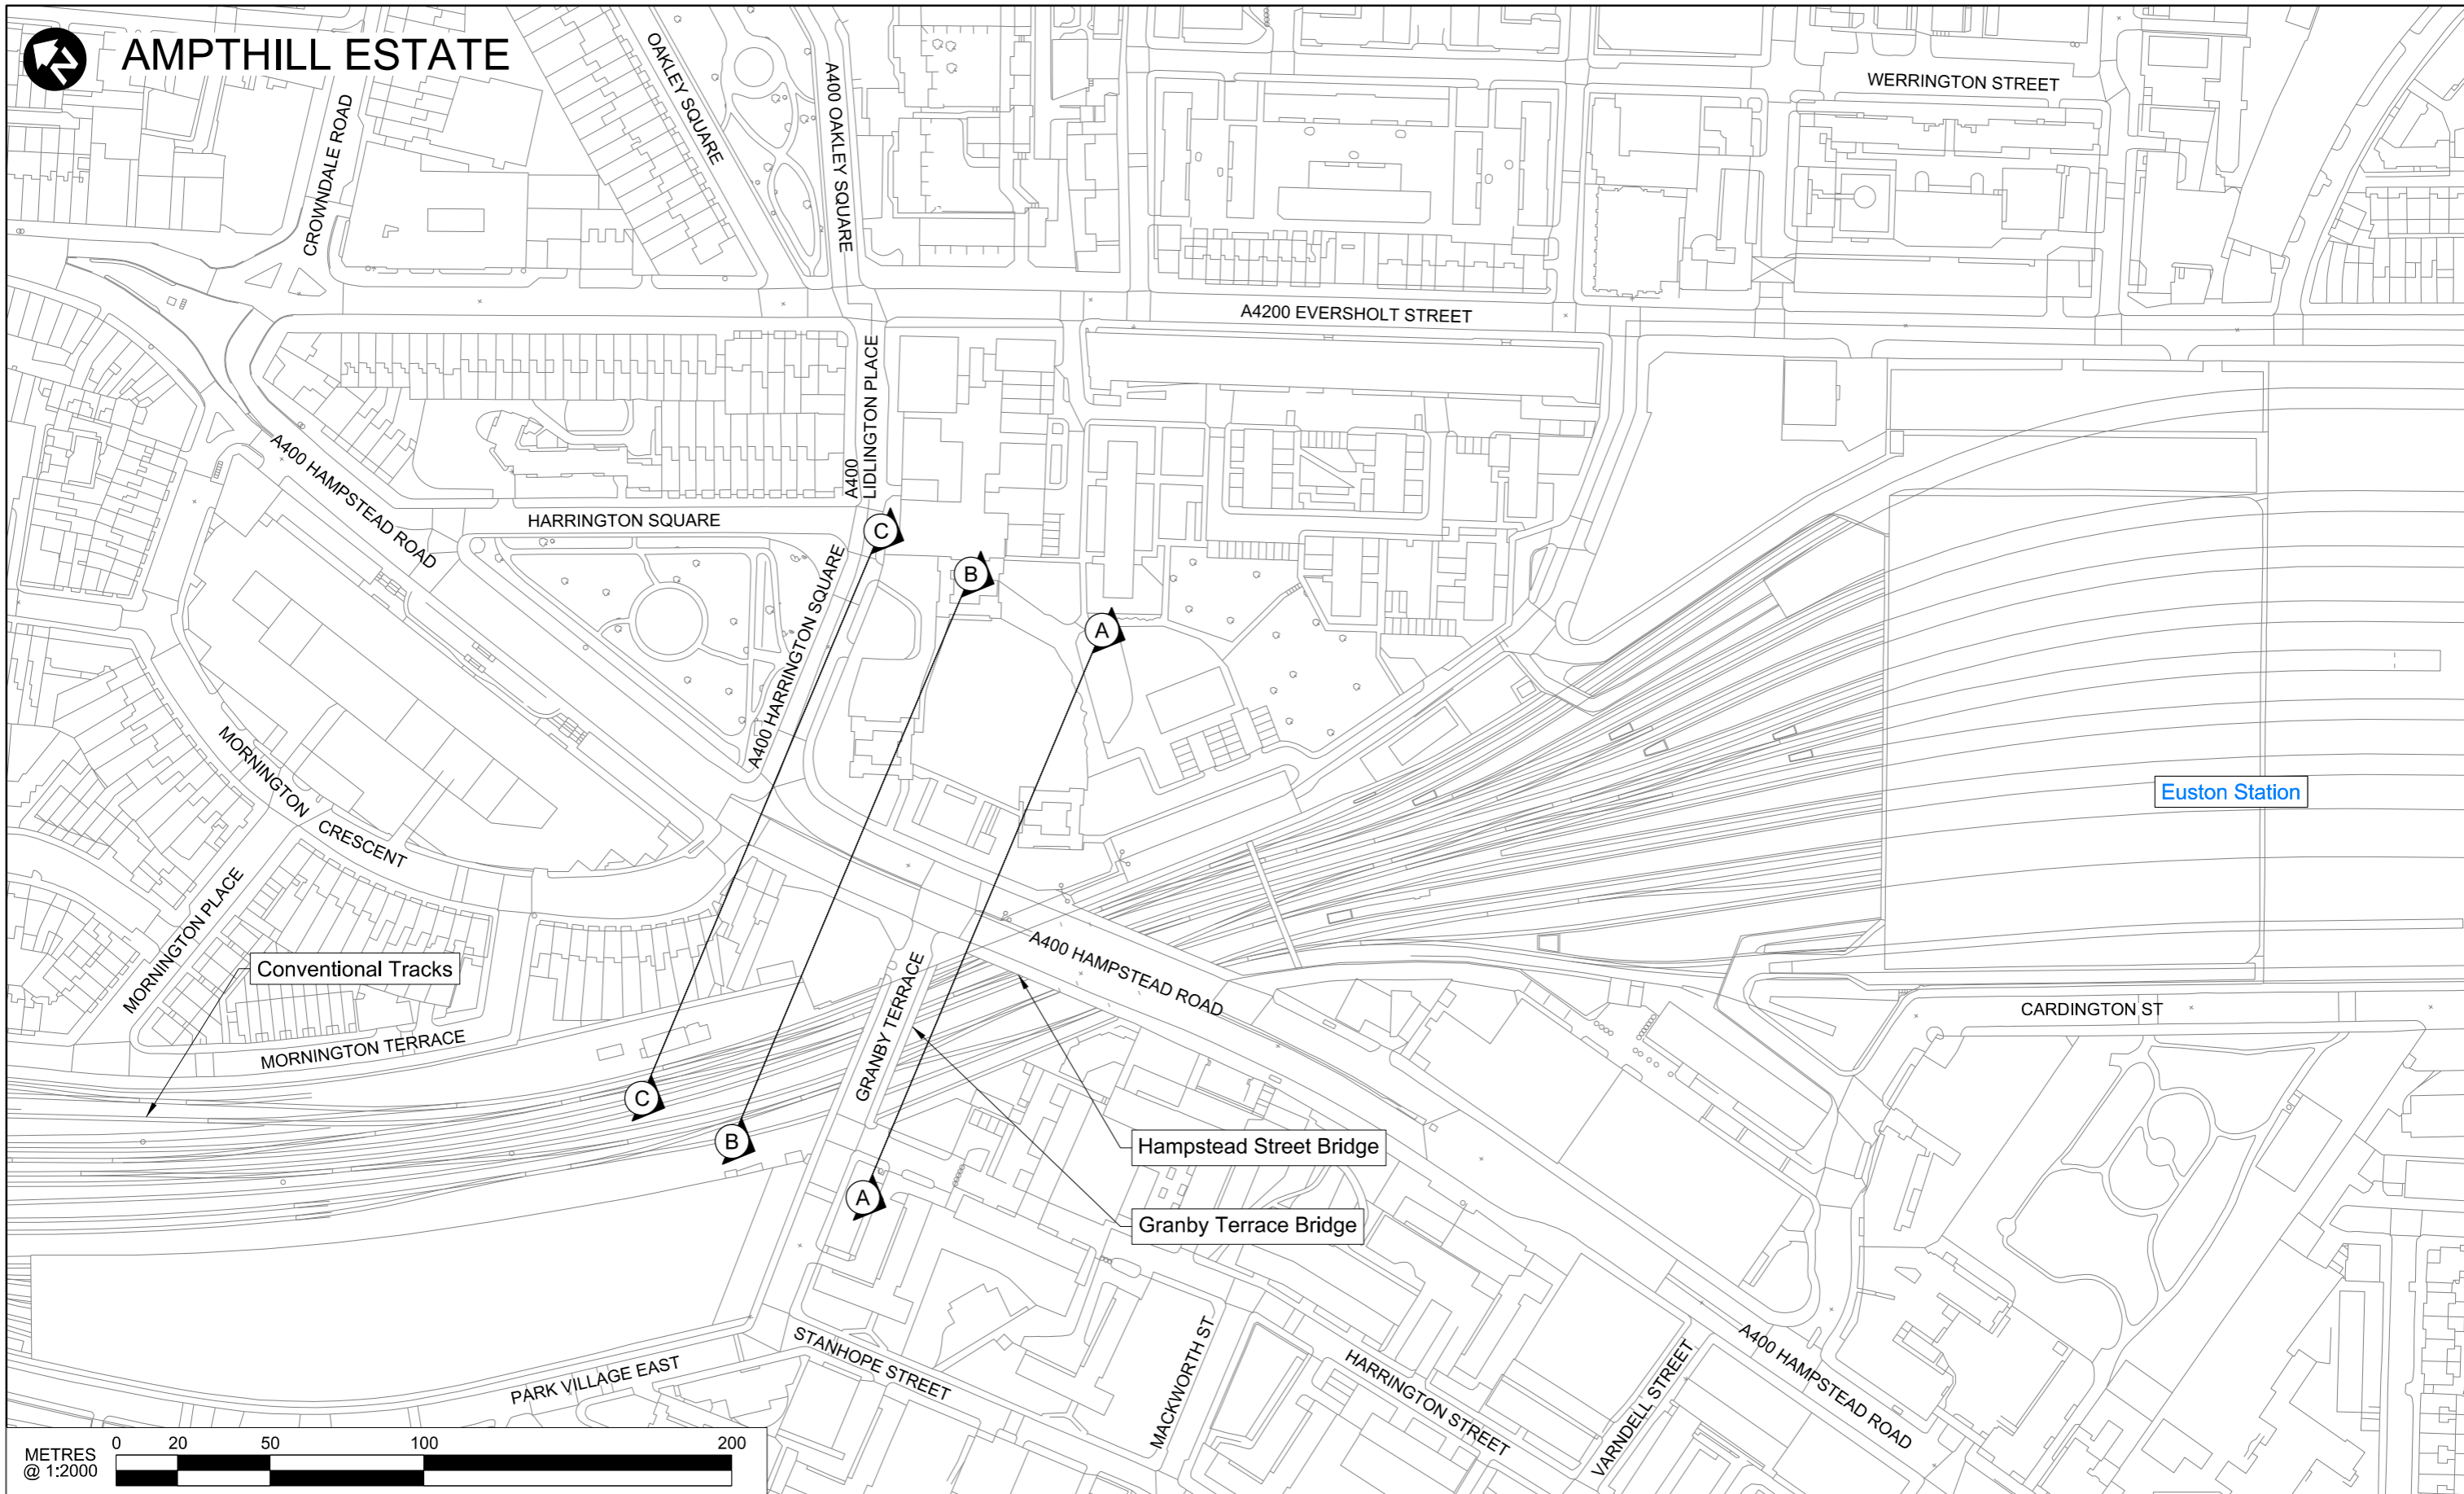 AMPTHILL ESTATE
N
OAKLEY SQUARE
A400 OAKLEY SQUARE
WERRINGTON STREET
CROWNDALE ROAD
A4200 EVERSHOLT STREET
A400
LIDLINGTON PLACE
A400 HAMPSTEAD ROAD
HARRINGTON SQUARE
C
B
A
A400 HARRINGTON SQUARE
MORNINGTON CRESCENT
Euston Station
MORNINGTON PLACE
Conventional Tracks
A400 HAMPSTEAD ROAD
GRANBY TERRACE
CARDINGTON ST
MORNINGTON TERRACE
C
B
A
Hampstead Street Bridge
Granby Terrace Bridge
STANHOPE STREET
PARK VILLAGE EAST
MACKWORTH ST
HARRINGTON STREET
VARNDELL STREET
A400 HAMPSTEAD ROAD
METRES
@ 1:2000
0 20 50 100 200